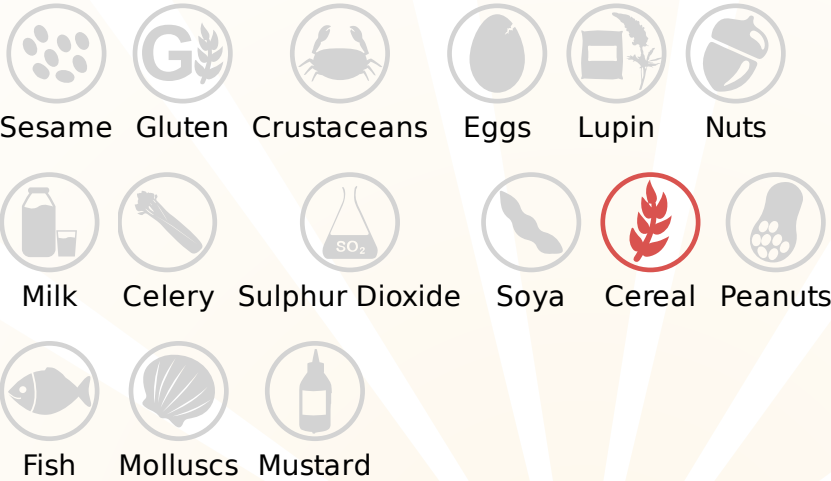 G
Sesame Gluten Crustaceans Eggs Lupin Nuts
SO₂
Milk Celery Sulphur Dioxide Soya Cereal Peanuts
Fish Molluscs Mustard